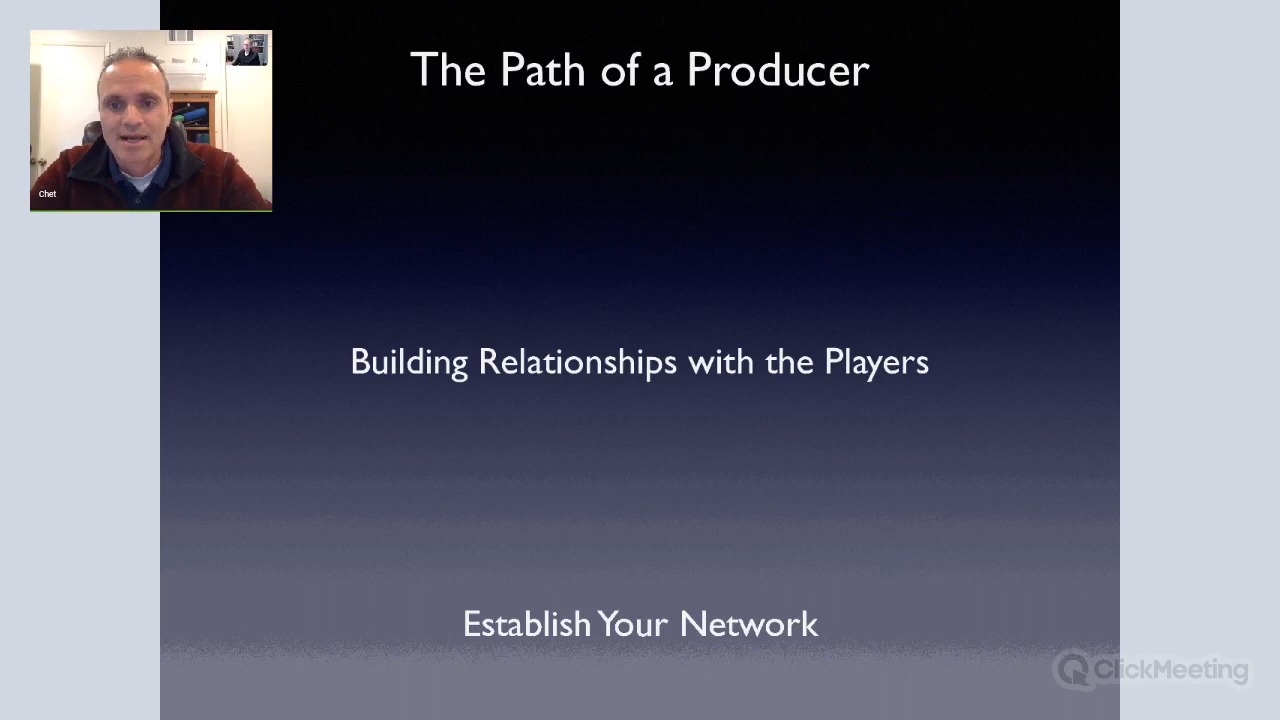 The Path of a Producer
Chet
Building Relationships with the Players
Establish Your Network
ClickMeeting